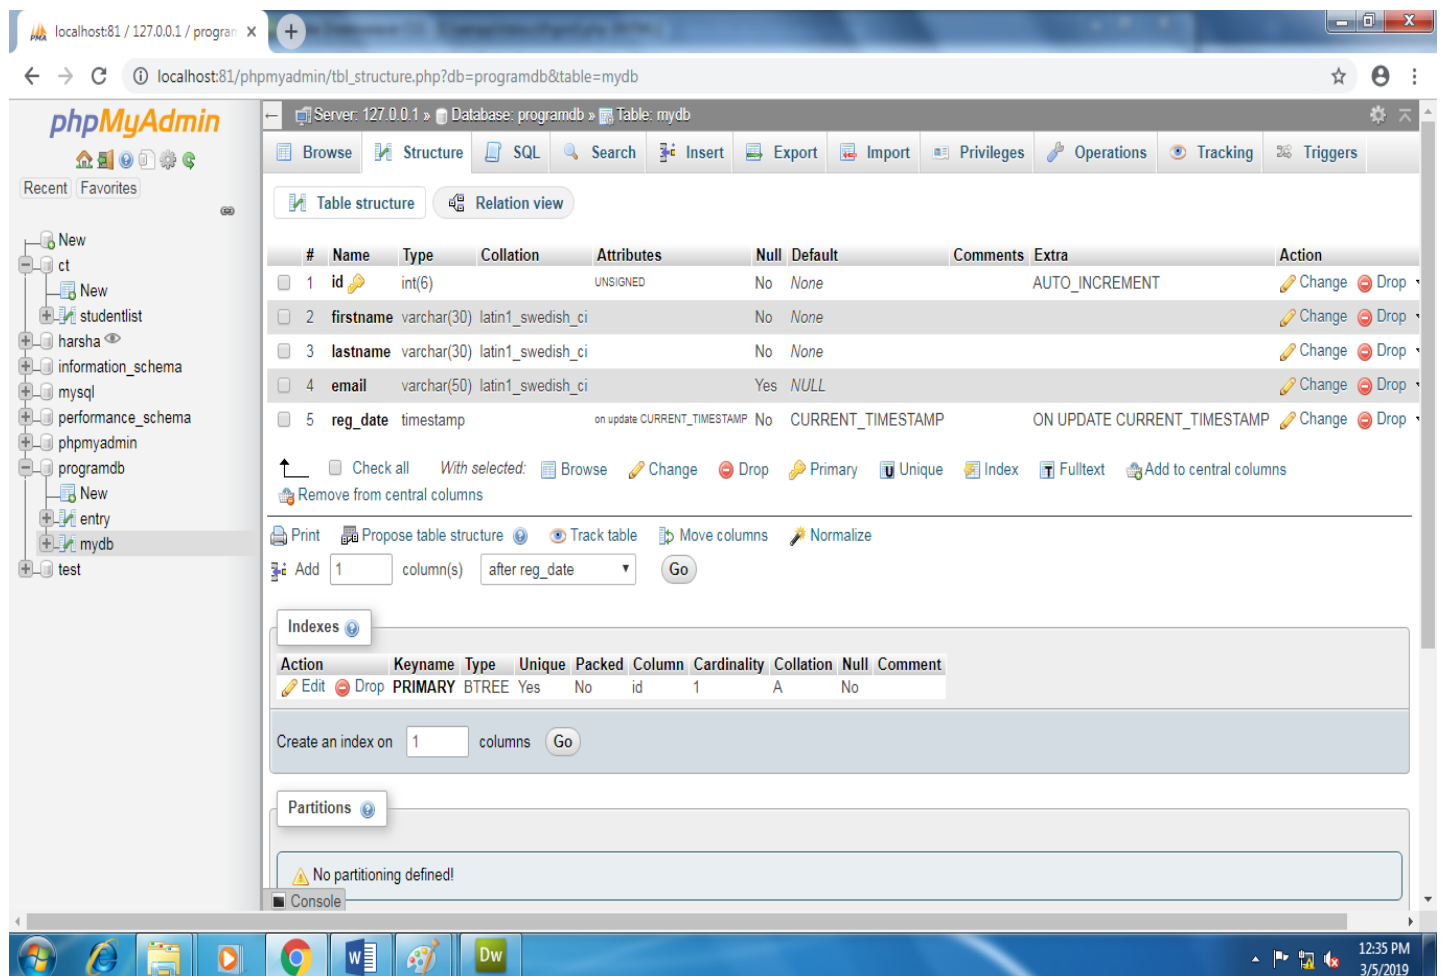 localhost:81 / 127.0.0.1 / progran
localhost:81/phpmyadmin/tbl_structure.php?db=programdb&table=mydb
phpMyAdmin
Recent Favorites
New
ct
New
studentlist
harsha
information_schema
mysql
performance_schema
phpmyadmin
programdb
New
entry
mydb
test
Server: 127.0.0.1 » Database: programdb » Table: mydb
Browse Structure SQL Search Insert Export Import Privileges Operations Tracking Triggers
Table structure Relation view
# Name Type Collation Attributes Null Default Comments Extra Action
1 id int(6) UNSIGNED No None AUTO_INCREMENT Change Drop
2 firstname varchar(30) latin1_swedish_ci No None Change Drop
3 lastname varchar(30) latin1_swedish_ci No None Change Drop
4 email varchar(50) latin1_swedish_ci Yes NULL Change Drop
5 reg_date timestamp on update CURRENT_TIMESTAMP No CURRENT_TIMESTAMP ON UPDATE CURRENT_TIMESTAMP Change Drop
Check all With selected: Browse Change Drop Primary Unique Index Fulltext Add to central columns
Remove from central columns
Print Propose table structure Track table Move columns Normalize
Add 1 column(s) after reg_date Go
Indexes
Action Keyname Type Unique Packed Column Cardinality Collation Null Comment
Edit Drop PRIMARY BTREE Yes No id 1 A No
Create an index on 1 columns Go
Partitions
No partitioning defined!
Console
Dw
12:35 PM
3/5/2019